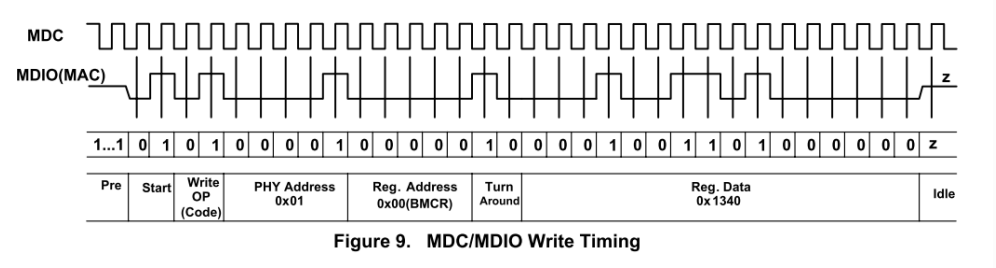 MDC
MDIO(MAC)
z
1...1 0 1 0 1 0 0 0 0 1 0 0 0 0 0 1 0 0 0 0 1 0 0 1 1 0 1 0 0 0 0 0 0 z
Pre Start Write OP (Code) PHY Address 0x01 Reg. Address 0x00(BMCR) Turn Around Reg. Data 0x1340 Idle
Figure 9. MDC/MDIO Write Timing